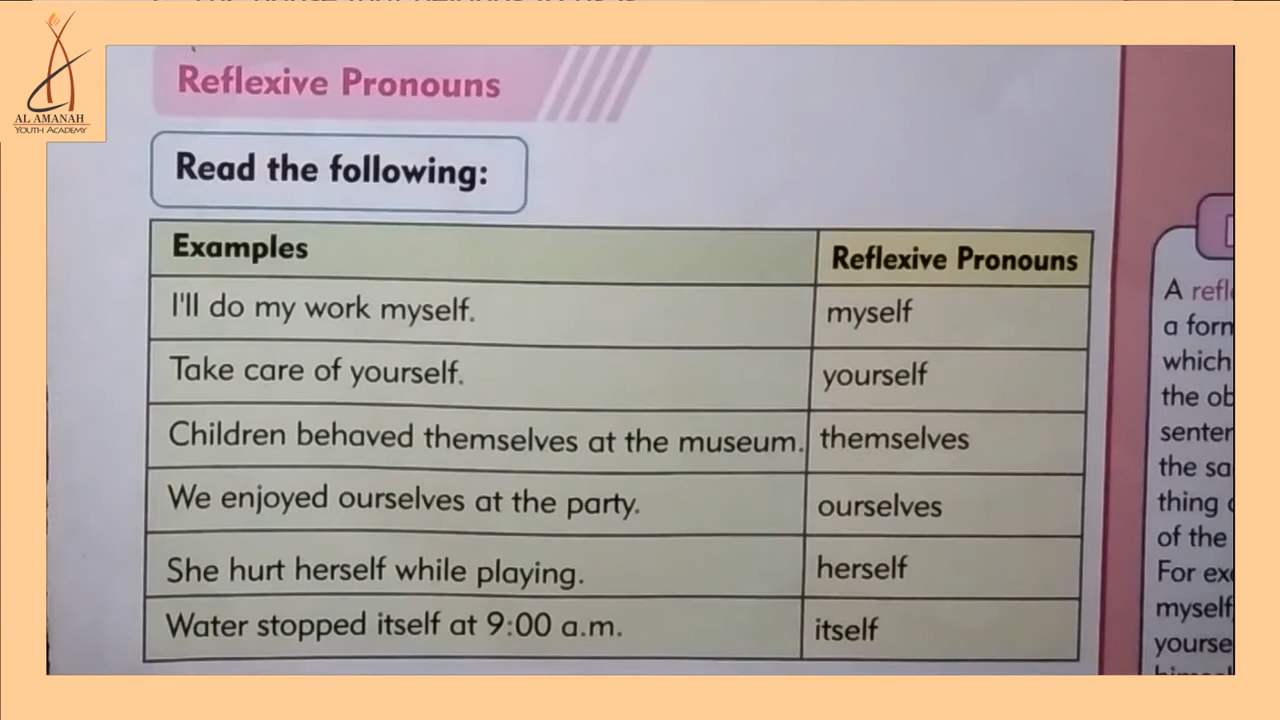 AL AMANAH
YOUTH ACADEMY
Reflexive Pronouns
Read the following:
Examples Reflexive Pronouns
I'll do my work myself. myself
Take care of yourself. yourself
Children behaved themselves at the museum. themselves
We enjoyed ourselves at the party. ourselves
She hurt herself while playing. herself
Water stopped itself at 9:00 a.m. itself
A
a
which
the
the
thing
of the
For
myself